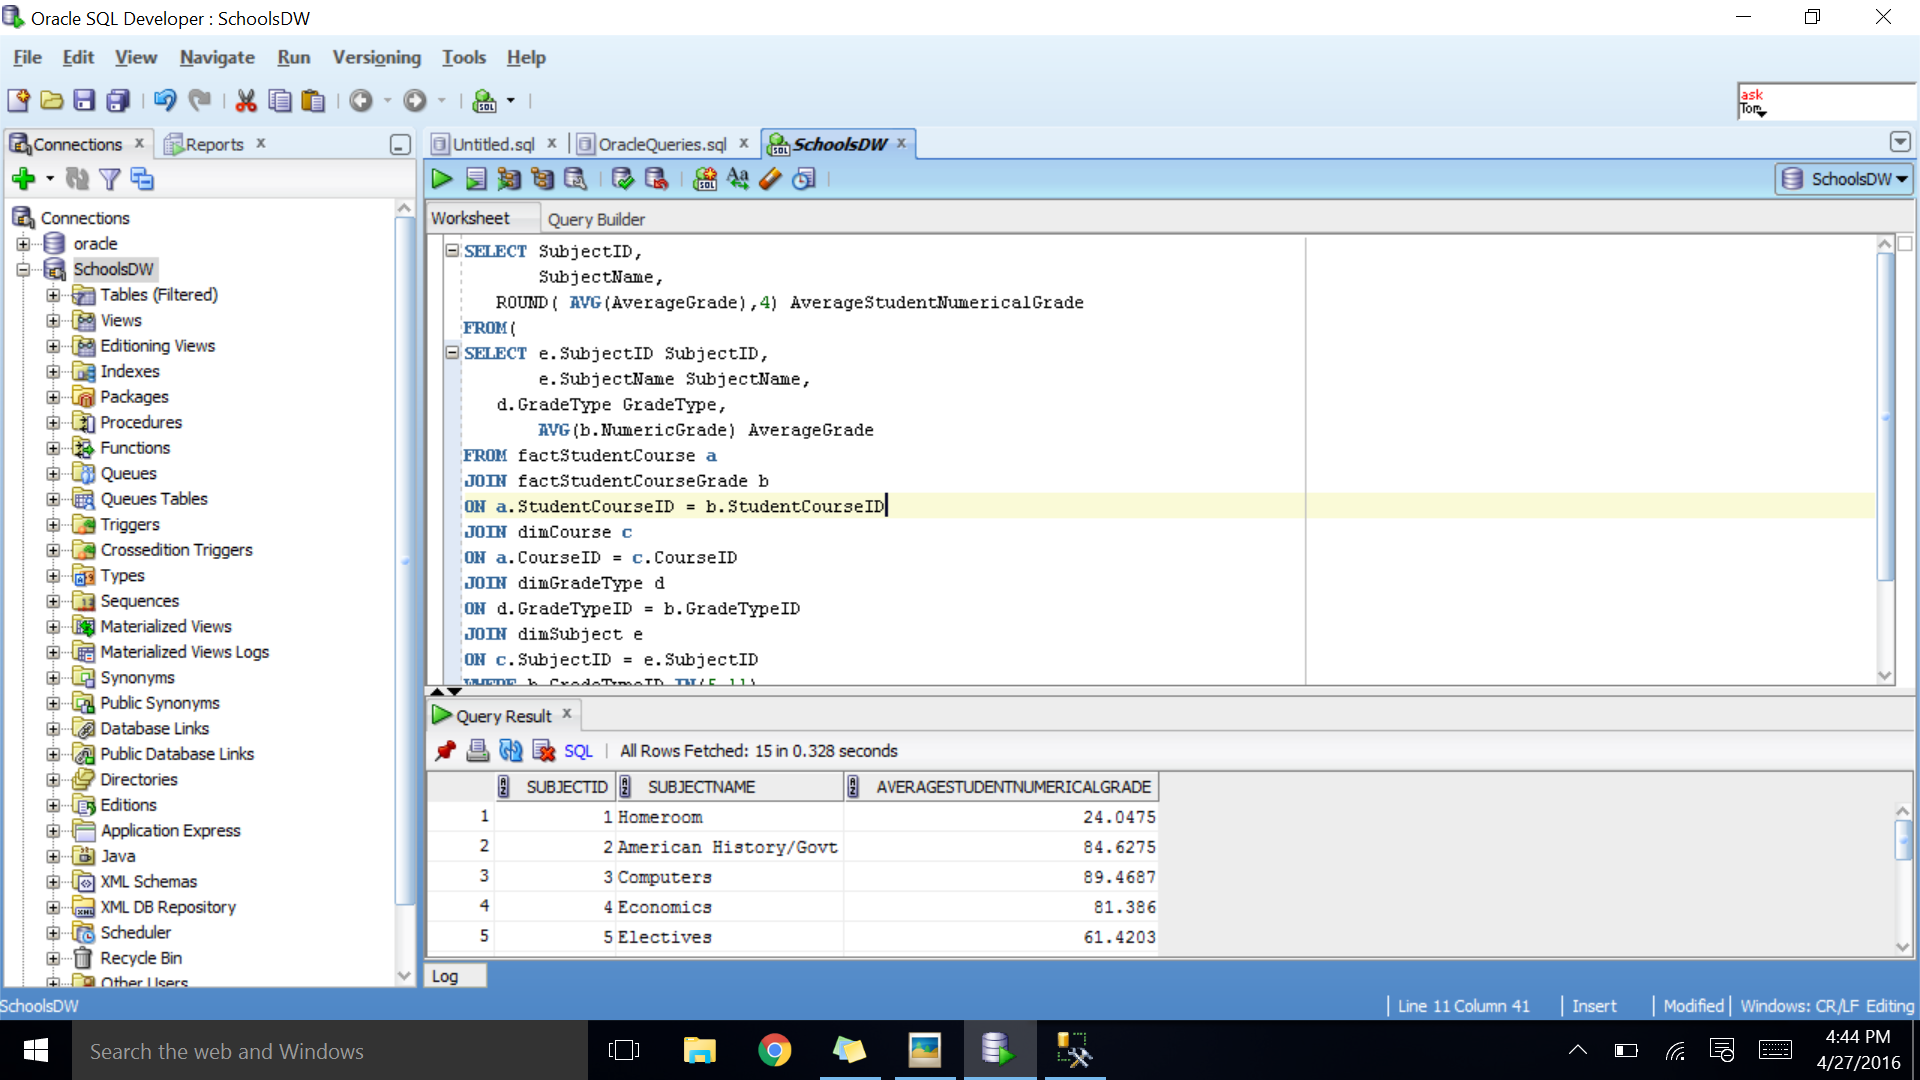 Oracle SQL Developer : SchoolsDW
File Edit View Navigate Run Versioning Tools Help
ask
Tom
Connections
Reports
Untitled.sql
OracleQueries.sql
SchoolsDW
SchoolsDW
Worksheet
Query Builder
Connections
oracle
SchoolsDW
Tables (Filtered)
Views
Editioning Views
Indexes
Packages
Procedures
Functions
Queues
Queues Tables
Triggers
Crossedition Triggers
Types
Sequences
Materialized Views
Materialized Views Logs
Synonyms
Public Synonyms
Database Links
Public Database Links
Directories
Editions
Application Express
Java
XML Schemas
XML DB Repository
Scheduler
Recycle Bin
Other Users
SELECT SubjectID,
SubjectName,
ROUND( AVG(AverageGrade),4) AverageStudentNumericalGrade
FROM(
SELECT e.SubjectID SubjectID,
e.SubjectName SubjectName,
d.GradeType GradeType,
AVG(b.NumericGrade) AverageGrade
FROM factStudentCourse a
JOIN factStudentCourseGrade b
ON a.StudentCourseID = b.StudentCourseID
JOIN dimCourse c
ON a.CourseID = c.CourseID
JOIN dimGradeType d
ON d.GradeTypeID = b.GradeTypeID
JOIN dimSubject e
ON c.SubjectID = e.SubjectID
WHERE b.GradeTypeID IN(5,11)
Query Result
SQL | All Rows Fetched: 15 in 0.328 seconds
SUBJECTID SUBJECTNAME AVERAGESTUDENTNUMERICALGRADE
1 1 Homeroom 24.0475
2 2 American History/Govt 84.6275
3 3 Computers 89.4687
4 4 Economics 81.386
5 5 Electives 61.4203
Log
SchoolsDW
Line 11 Column 41 | Insert | Modified | Windows: CR/LF Editing
Search the web and Windows
4:44 PM
4/27/2016